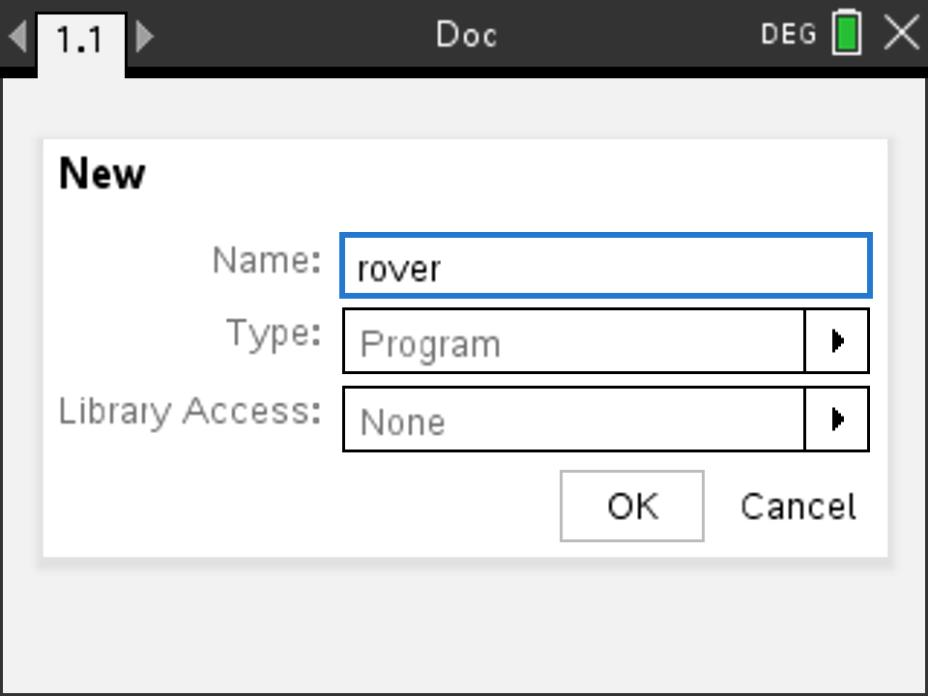 1.1 Doc DEG
New
Name: rover
Type: Program
Library Access: None
OK Cancel